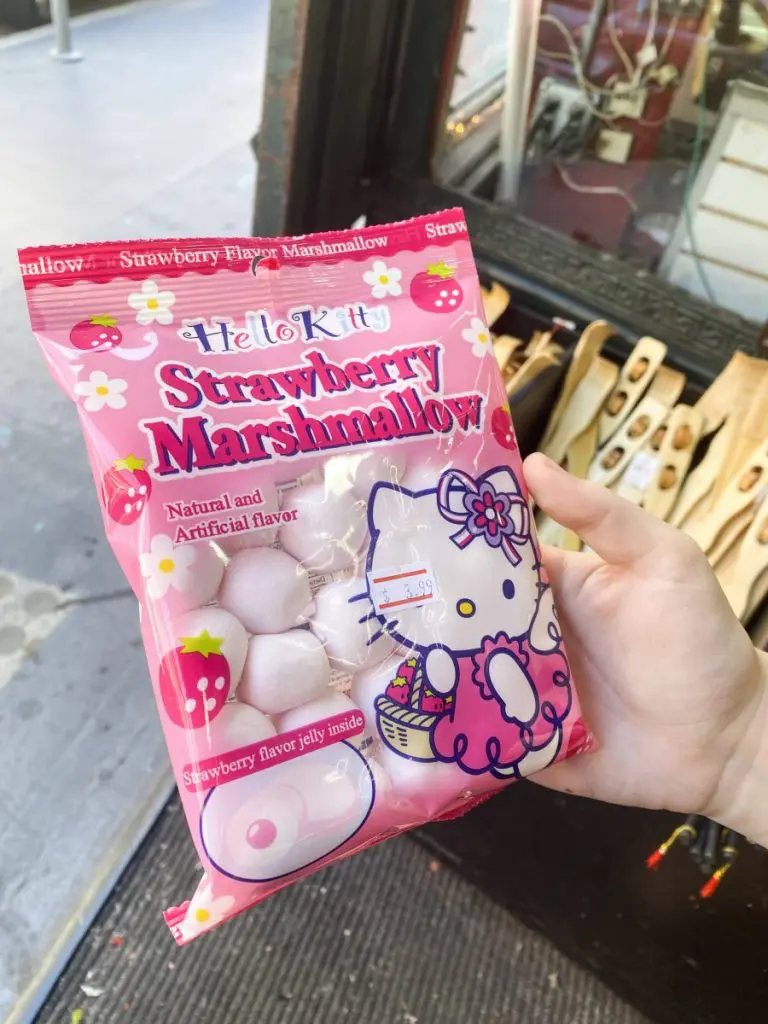 allow
Strawberry Flavor Marshmallow
Straw
Hello Kitty
Strawberry
Marshmallow
Natural and
Artificial flavor
$ 3.99
Strawberry flavor jelly inside